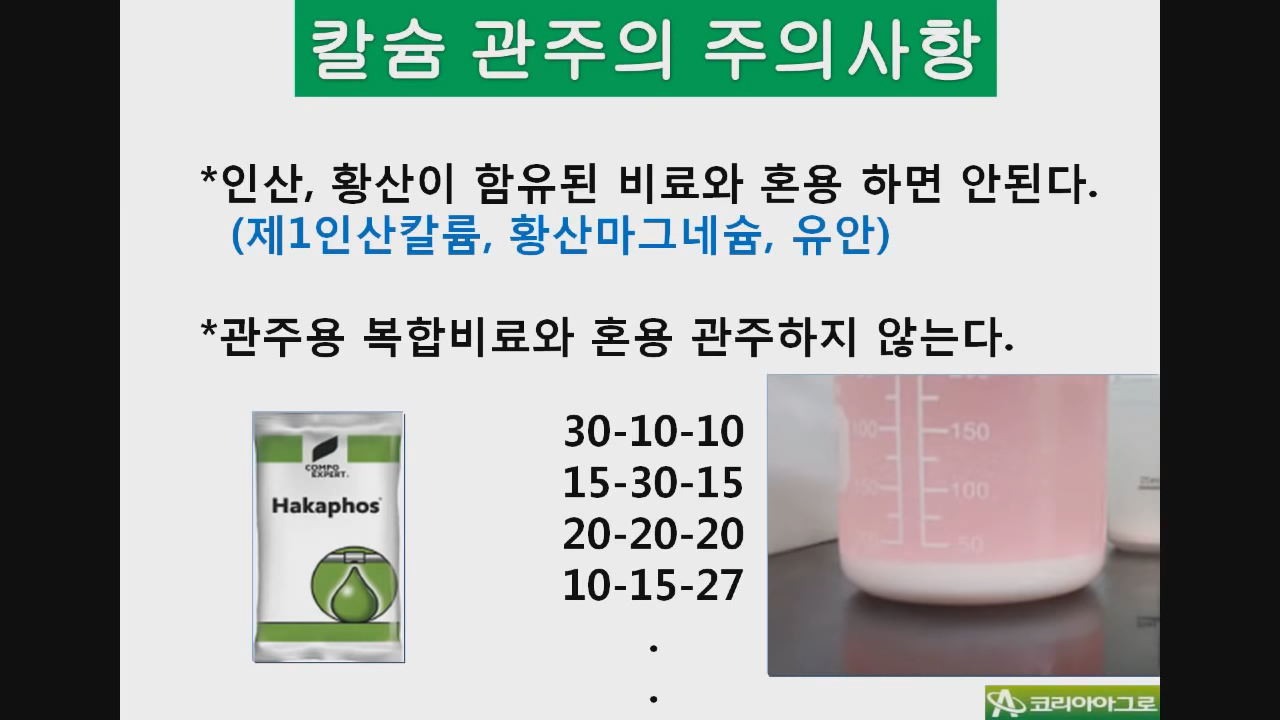 칼슘 관주의 주의사항
*인산, 황산이 함유된 비료와 혼용 하면 안된다.
(제1인산칼륨, 황산마그네슘, 유안)
*관주용 복합비료와 혼용 관주하지 않는다.
COMPO
EXPERT
Hakaphos
30-10-10
15-30-15
20-20-20
10-15-27
.
.
100 150
150 100
50
코리아아그로